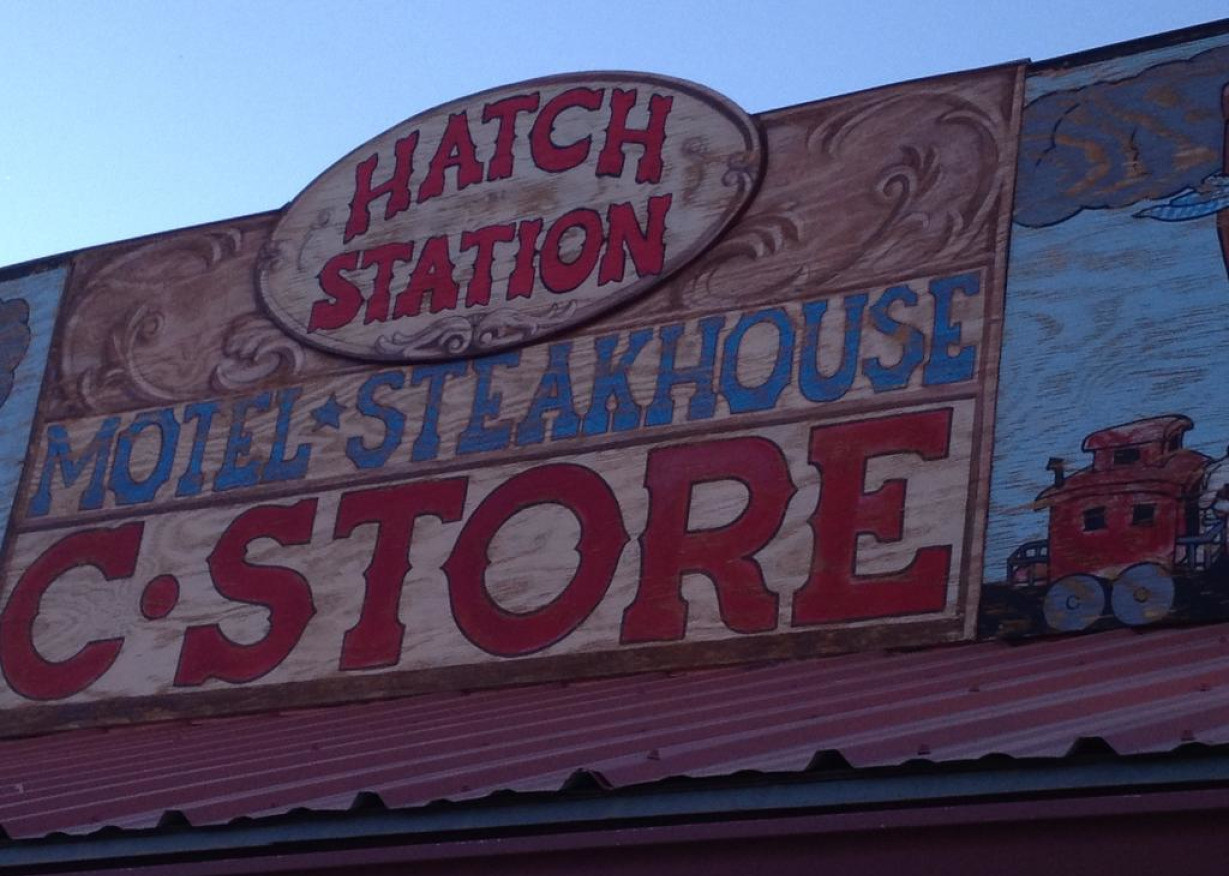 HATCH
STATION
MOTEL★STEAKHOUSE
C·STORE
C